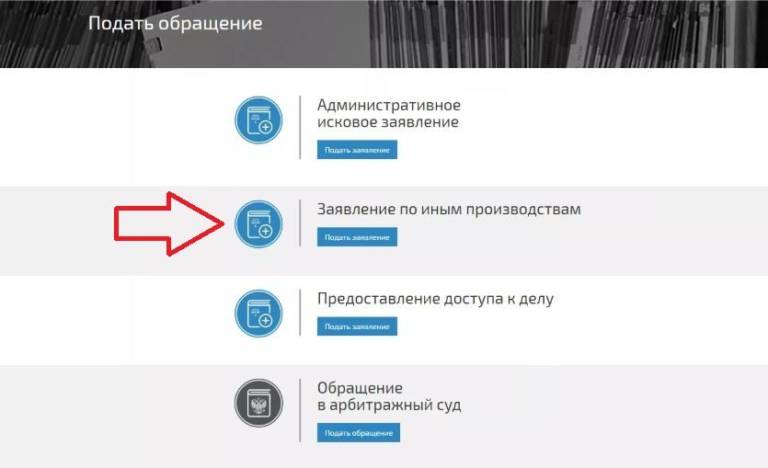 Подать обращение
Административное
исковое заявление
Подать заявление
Заявление по иным производствам
Подать заявление
Предоставление доступа к делу
Подать заявление
Обращение
в арбитражный суд
Подать обращение